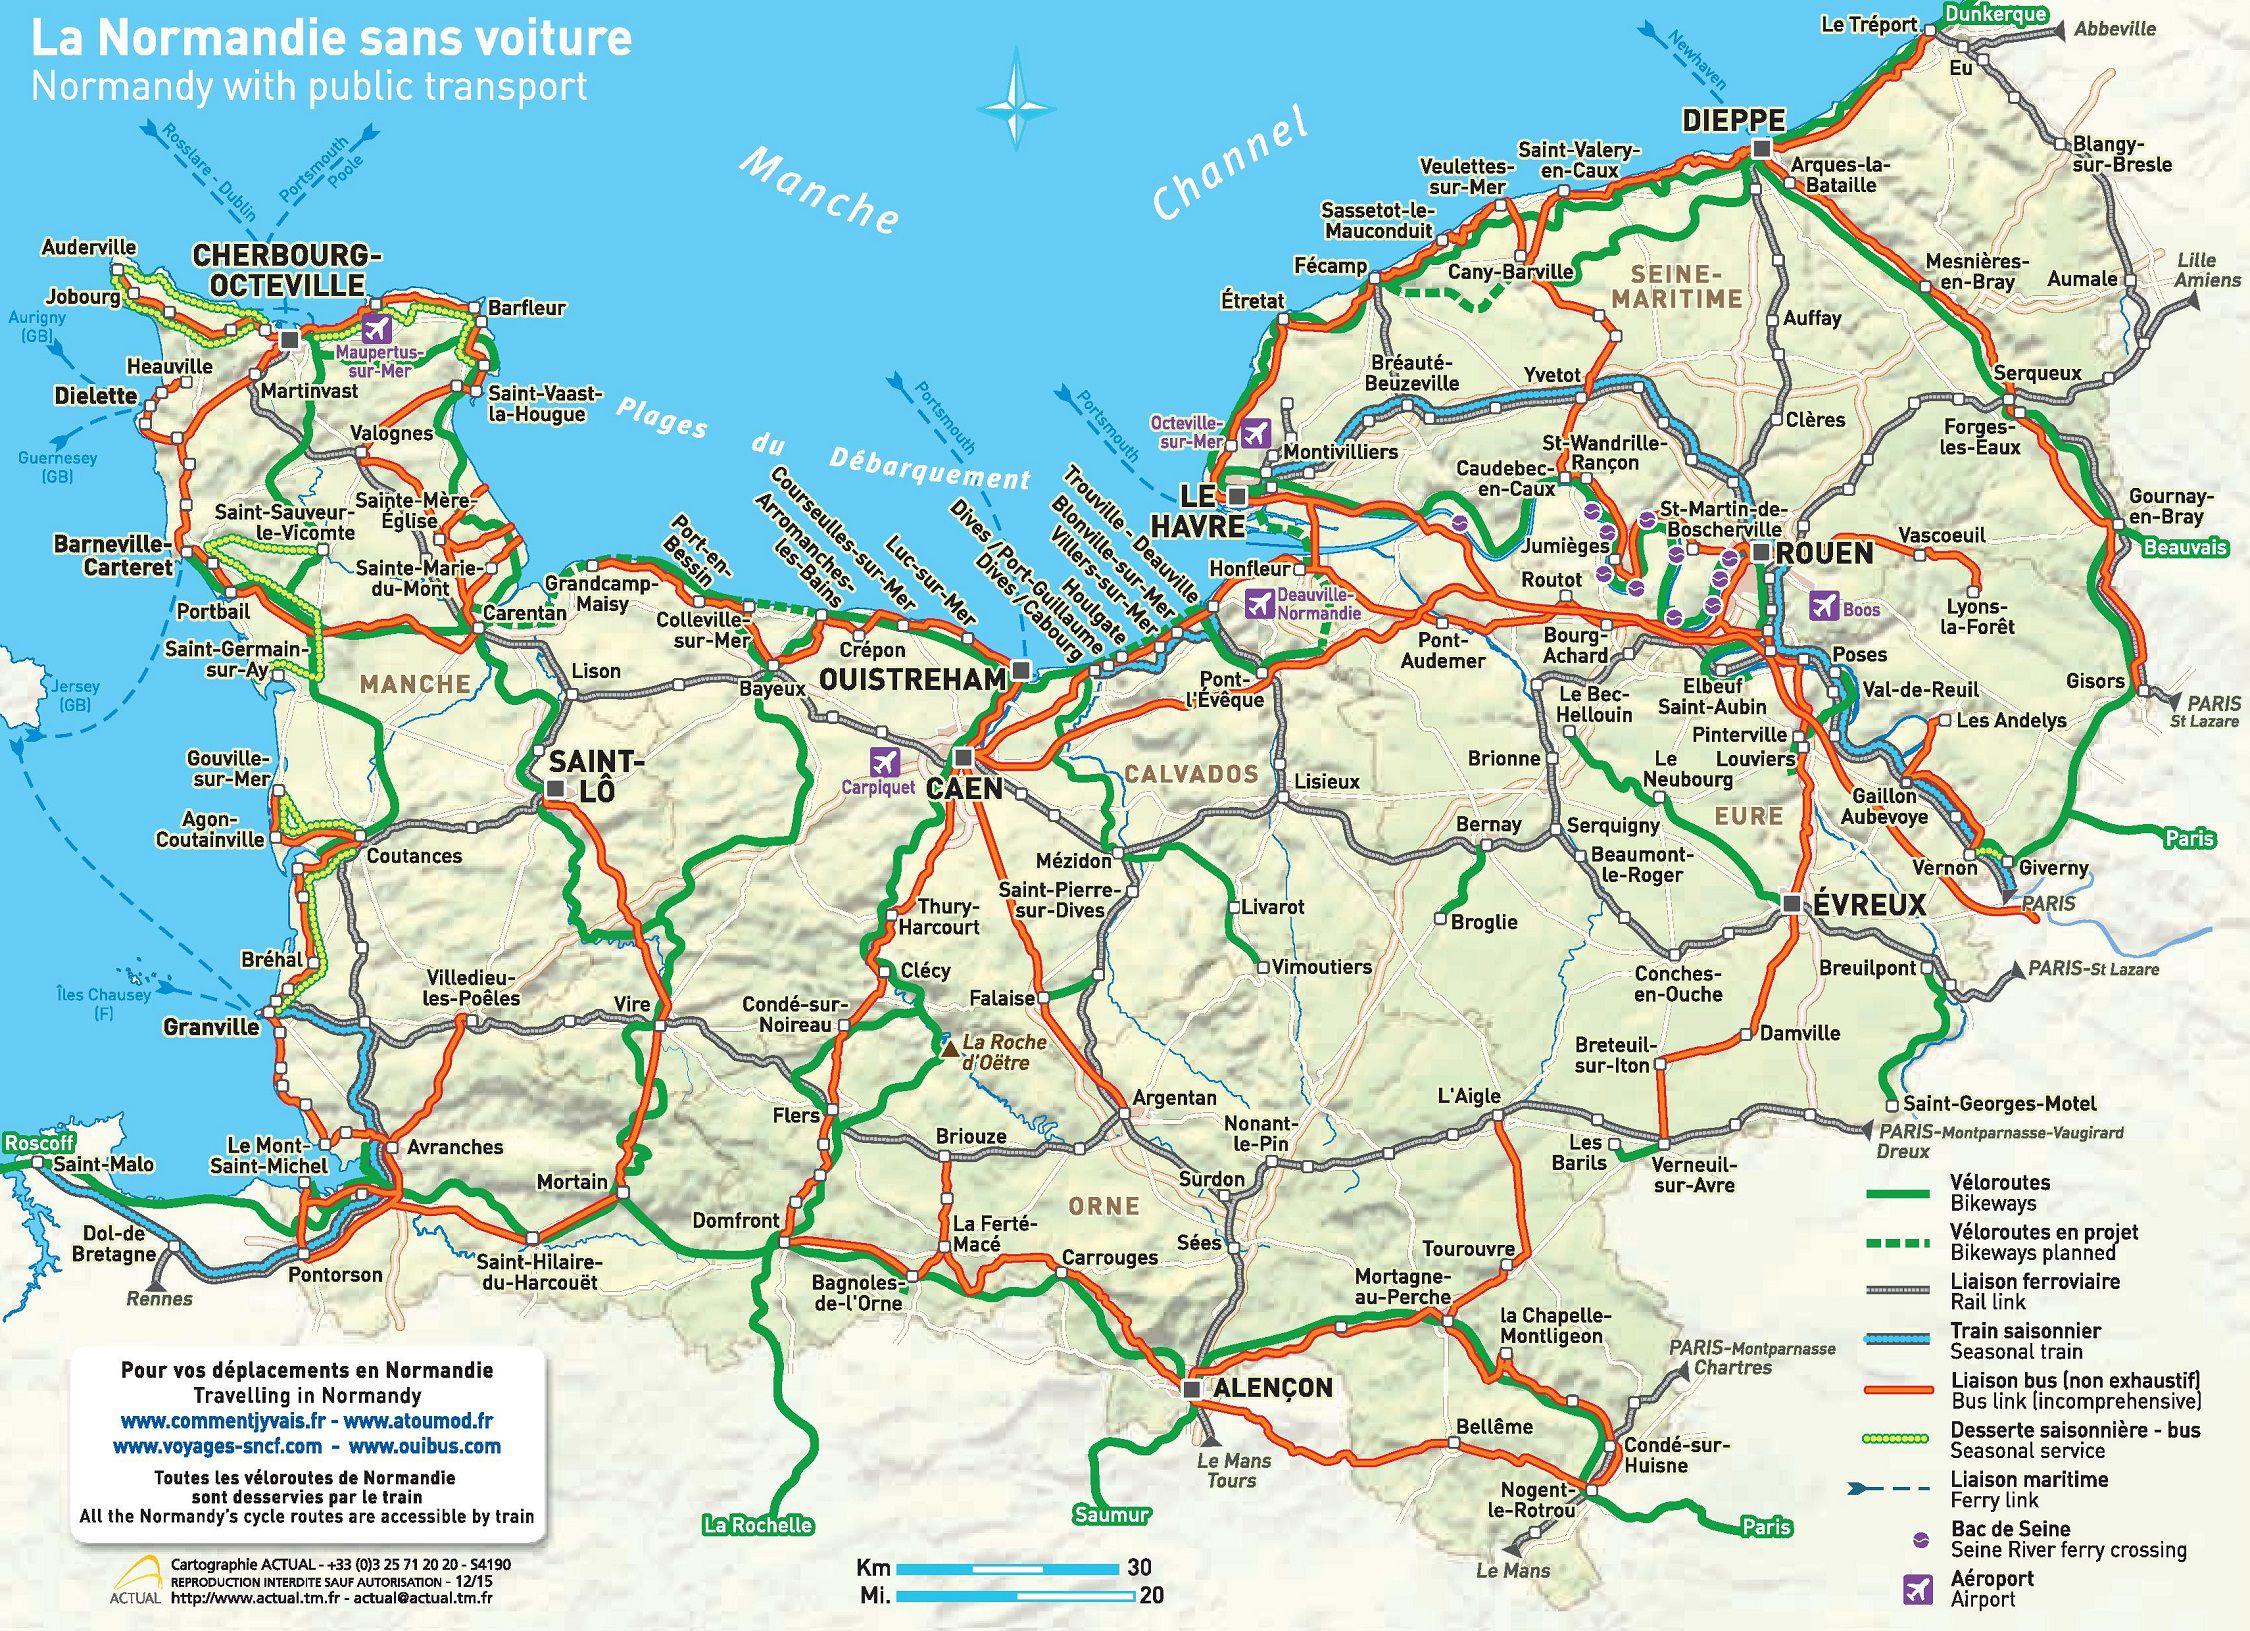 La Normandie sans voiture
Normandy with public transport
Manche
Channel
Plages du Débarquement
Rosslare - Dublin
Portsmouth
Poole
Portsmouth
Portsmouth
Newhaven
Aurigny
(GB)
Guernesey
(GB)
Jersey
(GB)
Îles Chausey
(F)
Auderville
Jobourg
CHERBOURG-
OCTEVILLE
Barfleur
Maupertus-
sur-Mer
Heauville
Dielette
Martinvast
Saint-Vaast-
la-Hougue
Valognes
Sainte-Mère-
Église
Saint-Sauveur-
le-Vicomte
Barneville-
Carteret
Sainte-Marie-
du-Mont
Portbail
Carentan
Saint-Germain-
sur-Ay
MANCHE
Grandcamp-
Maisy
Port-en-
Bessin
Colleville-
sur-Mer
Arromanches-
les-Bains
Courseulles-sur-Mer
Luc-sur-Mer
Crépon
Lison
Bayeux
OUISTREHAM
Dives / Port-Guillaume
Dives / Cabourg
Houlgate
Villers-sur-Mer
Blonville-sur-Mer
Trouville - Deauville
Honfleur
Deauville-
Normandie
Pont-
l'Évêque
SAINT-
LÔ
Carpiquet
CAEN
CALVADOS
Lisieux
Gouville-
sur-Mer
Agon-
Coutainville
Coutances
Mézidon
Saint-Pierre-
sur-Dives
Livarot
Vimoutiers
Thury-
Harcourt
Clécy
Bréhal
Villedieu-
les-Poêles
Granville
Vire
Condé-sur-
Noireau
Falaise
La Roche
d'Oëtre
Flers
Argentan
Briouze
Nonant-
le-Pin
Surdon
Sées
ORNE
Roscoff
Saint-Malo
Le Mont-
Saint-Michel
Avranches
Mortain
Domfront
La Ferté-
Macé
Carrouges
Dol-de
Bretagne
Rennes
Pontorson
Saint-Hilaire-
du-Harcouët
Bagnoles-
de-l'Orne
ALENÇON
Le Mans
Tours
La Rochelle
Saumur
Le Tréport
Dunkerque
Abbeville
Eu
DIEPPE
Arques-la-
Bataille
Blangy-
sur-Bresle
Saint-Valery-
en-Caux
Veulettes-
sur-Mer
Sassetot-le-
Mauconduit
Fécamp
Cany-Barville
SEINE-
MARITIME
Mesnières-
en-Bray
Aumale
Lille
Amiens
Étretat
Auffay
Bréauté-
Beuzeville
Yvetot
Serqueux
Clères
Forges-
les-Eaux
Octeville-
sur-Mer
Montivilliers
LE
HAVRE
St-Wandrille-
Rançon
Caudebec-
en-Caux
St-Martin-de-
Boscherville
Jumièges
ROUEN
Vascoeuil
Gournay-
en-Bray
Beauvais
Routot
Boos
Lyons-
la-Forêt
Pont-
Audemer
Bourg-
Achard
Poses
Elbeuf
Saint-Aubin
Val-de-Reuil
Gisors
PARIS
St Lazare
Le Bec-
Hellouin
Pinterville
Louviers
Les Andelys
Brionne
Le
Neubourg
EURE
Gaillon
Aubevoye
Paris
Bernay
Serquigny
Beaumont-
le-Roger
Vernon
Giverny
PARIS
Broglie
ÉVREUX
Conches-
en-Ouche
Breuilpont
PARIS-St Lazare
Damville
Breteuil-
sur-Iton
L'Aigle
Saint-Georges-Motel
Les
Barils
Verneuil-
sur-Avre
PARIS-Montparnasse-Vaugirard
Dreux
Tourouvre
Mortagne-
au-Perche
la Chapelle-
Montligeon
PARIS-Montparnasse
Chartres
Bellême
Condé-sur-
Huisne
Nogent-
le-Rotrou
Paris
Le Mans
Véloroutes
Bikeways
Véloroutes en projet
Bikeways planned
Liaison ferroviaire
Rail link
Train saisonnier
Seasonal train
Liaison bus (non exhaustif)
Bus link (incomprehensive)
Desserte saisonnière - bus
Seasonal service
Liaison maritime
Ferry link
Bac de Seine
Seine River ferry crossing
Aéroport
Airport
Pour vos déplacements en Normandie
Travelling in Normandy
www.commentjyvais.fr - www.atoumod.fr
www.voyages-sncf.com - www.ouibus.com
Toutes les véloroutes de Normandie
sont desservies par le train
All the Normandy's cycle routes are accessible by train
ACTUAL
Cartographie ACTUAL - +33 (0)3 25 71 20 20 - S4190
REPRODUCTION INTERDITE SAUF AUTORISATION - 12/15
http://www.actual.tm.fr - actual@actual.tm.fr
Km 30
Mi. 20